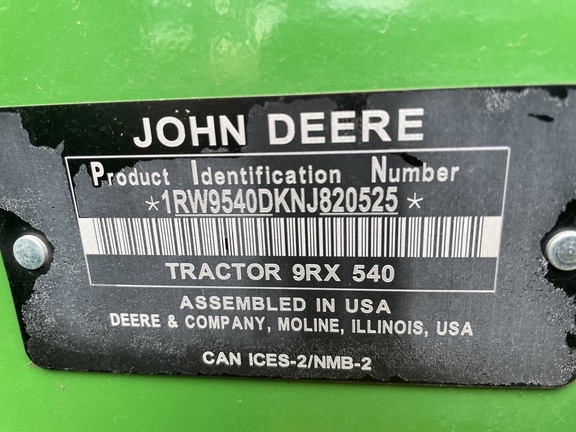 JOHN DEERE
Product Identification Number
*1RW9540DKNJ820525*
TRACTOR 9RX 540
ASSEMBLED IN USA
DEERE & COMPANY, MOLINE, ILLINOIS, USA
CAN ICES-2/NMB-2